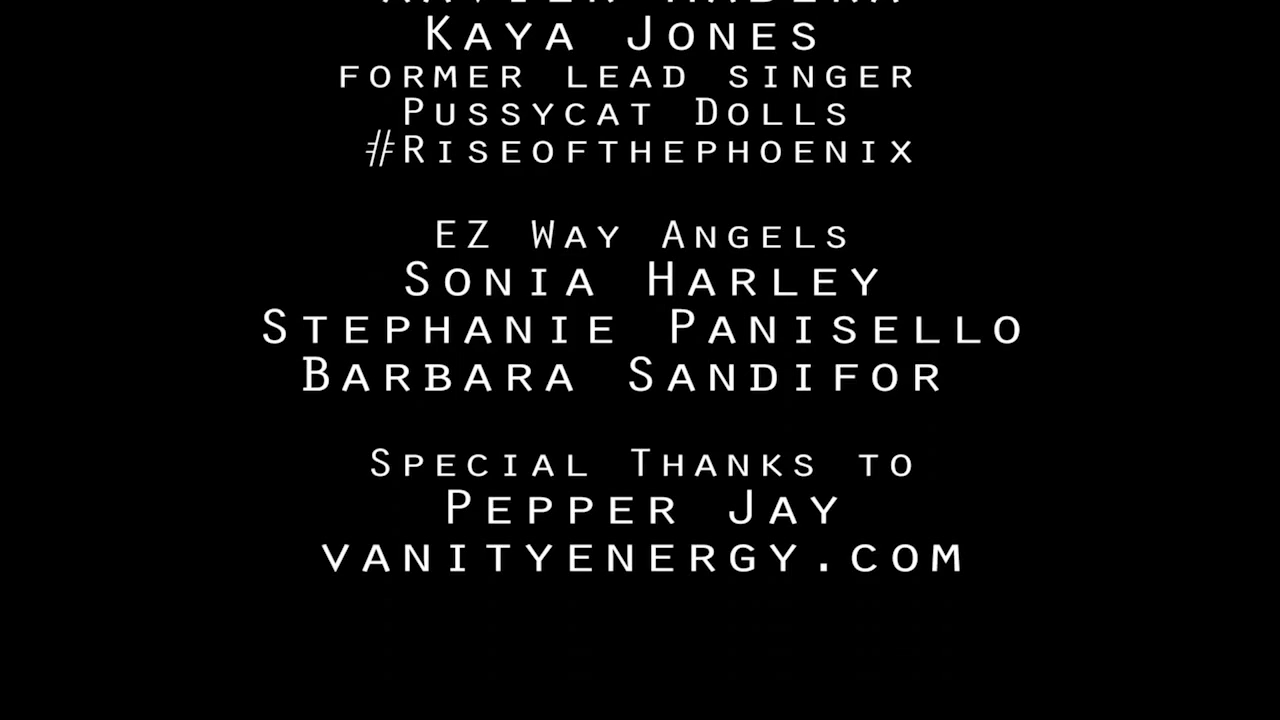 Kaya Jones
former lead singer
Pussycat Dolls
#Riseofthephoenix
EZ Way Angels
Sonia Harley
Stephanie Panisello
Barbara Sandifor
Special Thanks to
Pepper Jay
vanityenergy.com